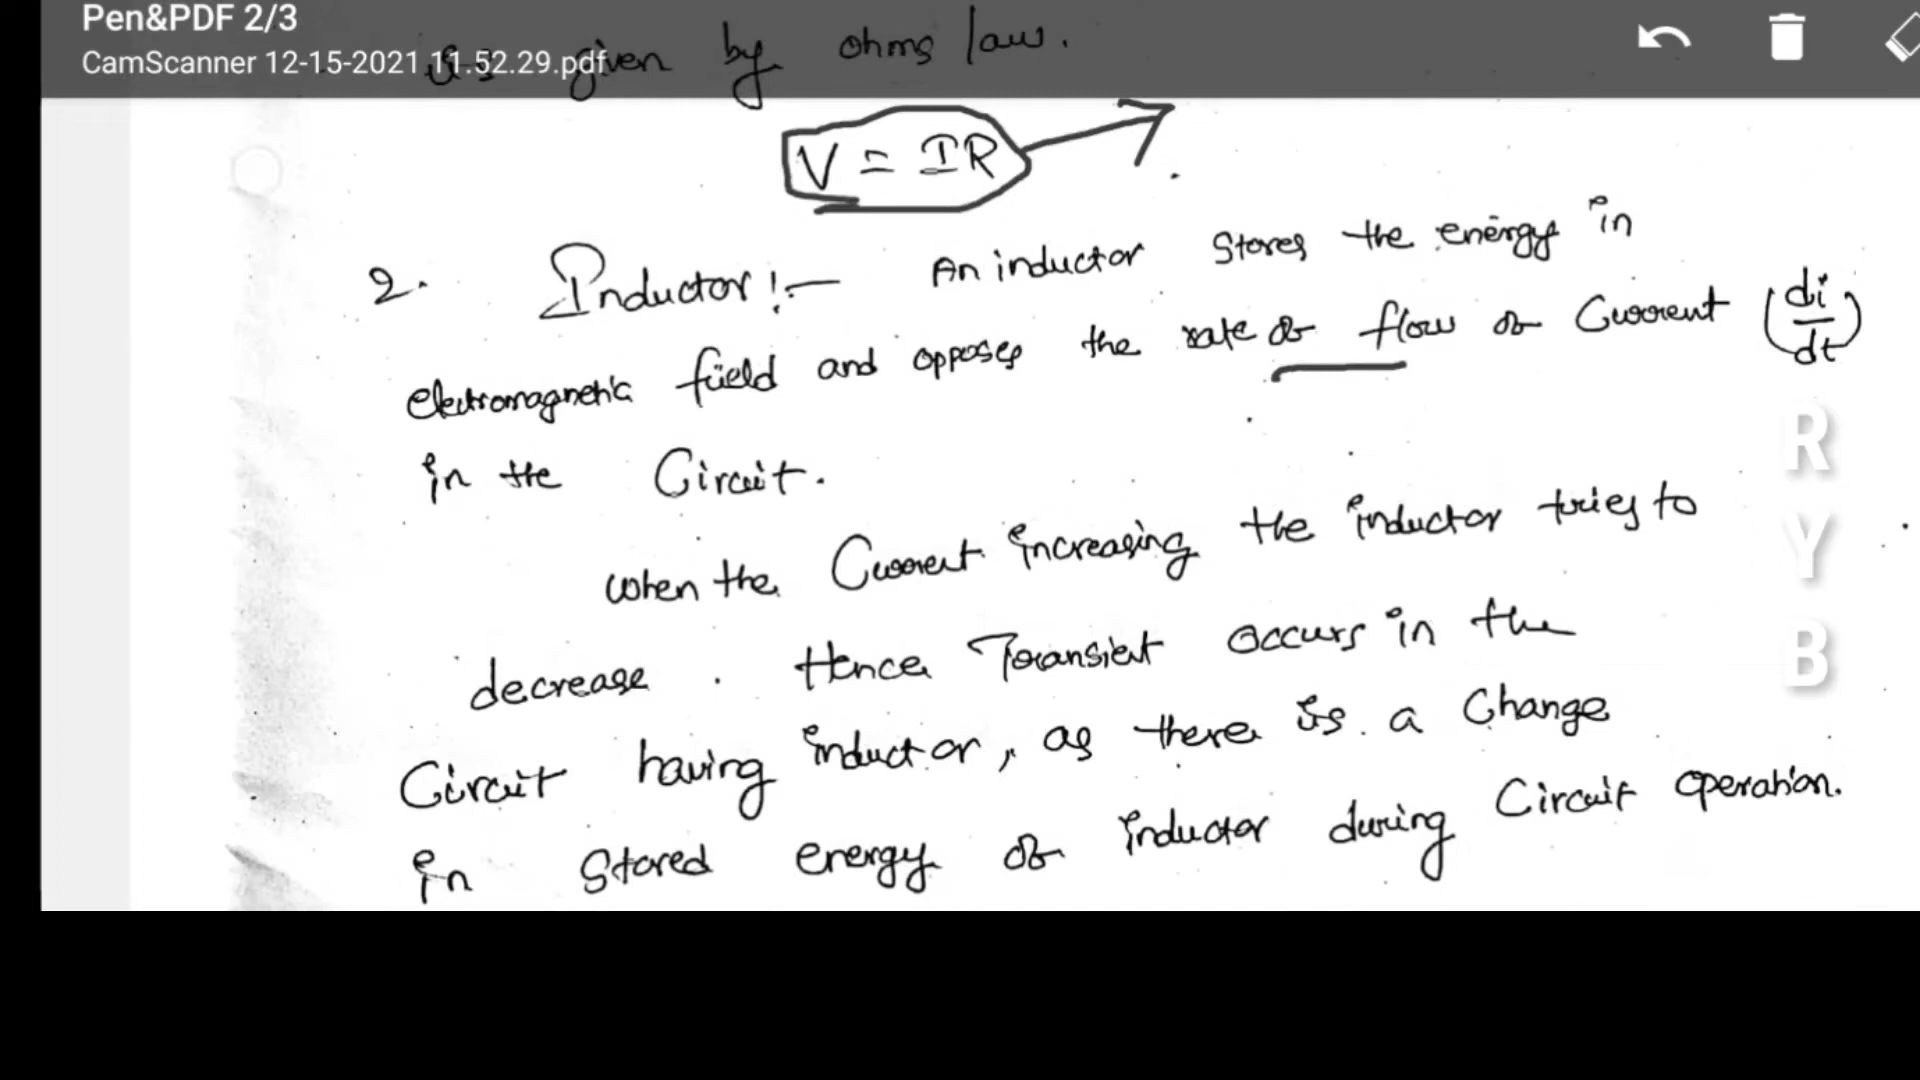 Pen&PDF 2/3
CamScanner 12-15-2021 11.52.29.pdf
is given by ohms law.
V = IR
2. Inductor:- An inductor stores the energy in
electromagnetic field and opposes the rate of flow of Current (di/dt)
in the Circuit.
when the Current increasing the inductor tries to
decrease. Hence Transient occurs in the
Circuit having inductor, as there is a Change
in stored energy of inductor during Circuit operation.
R
Y
B